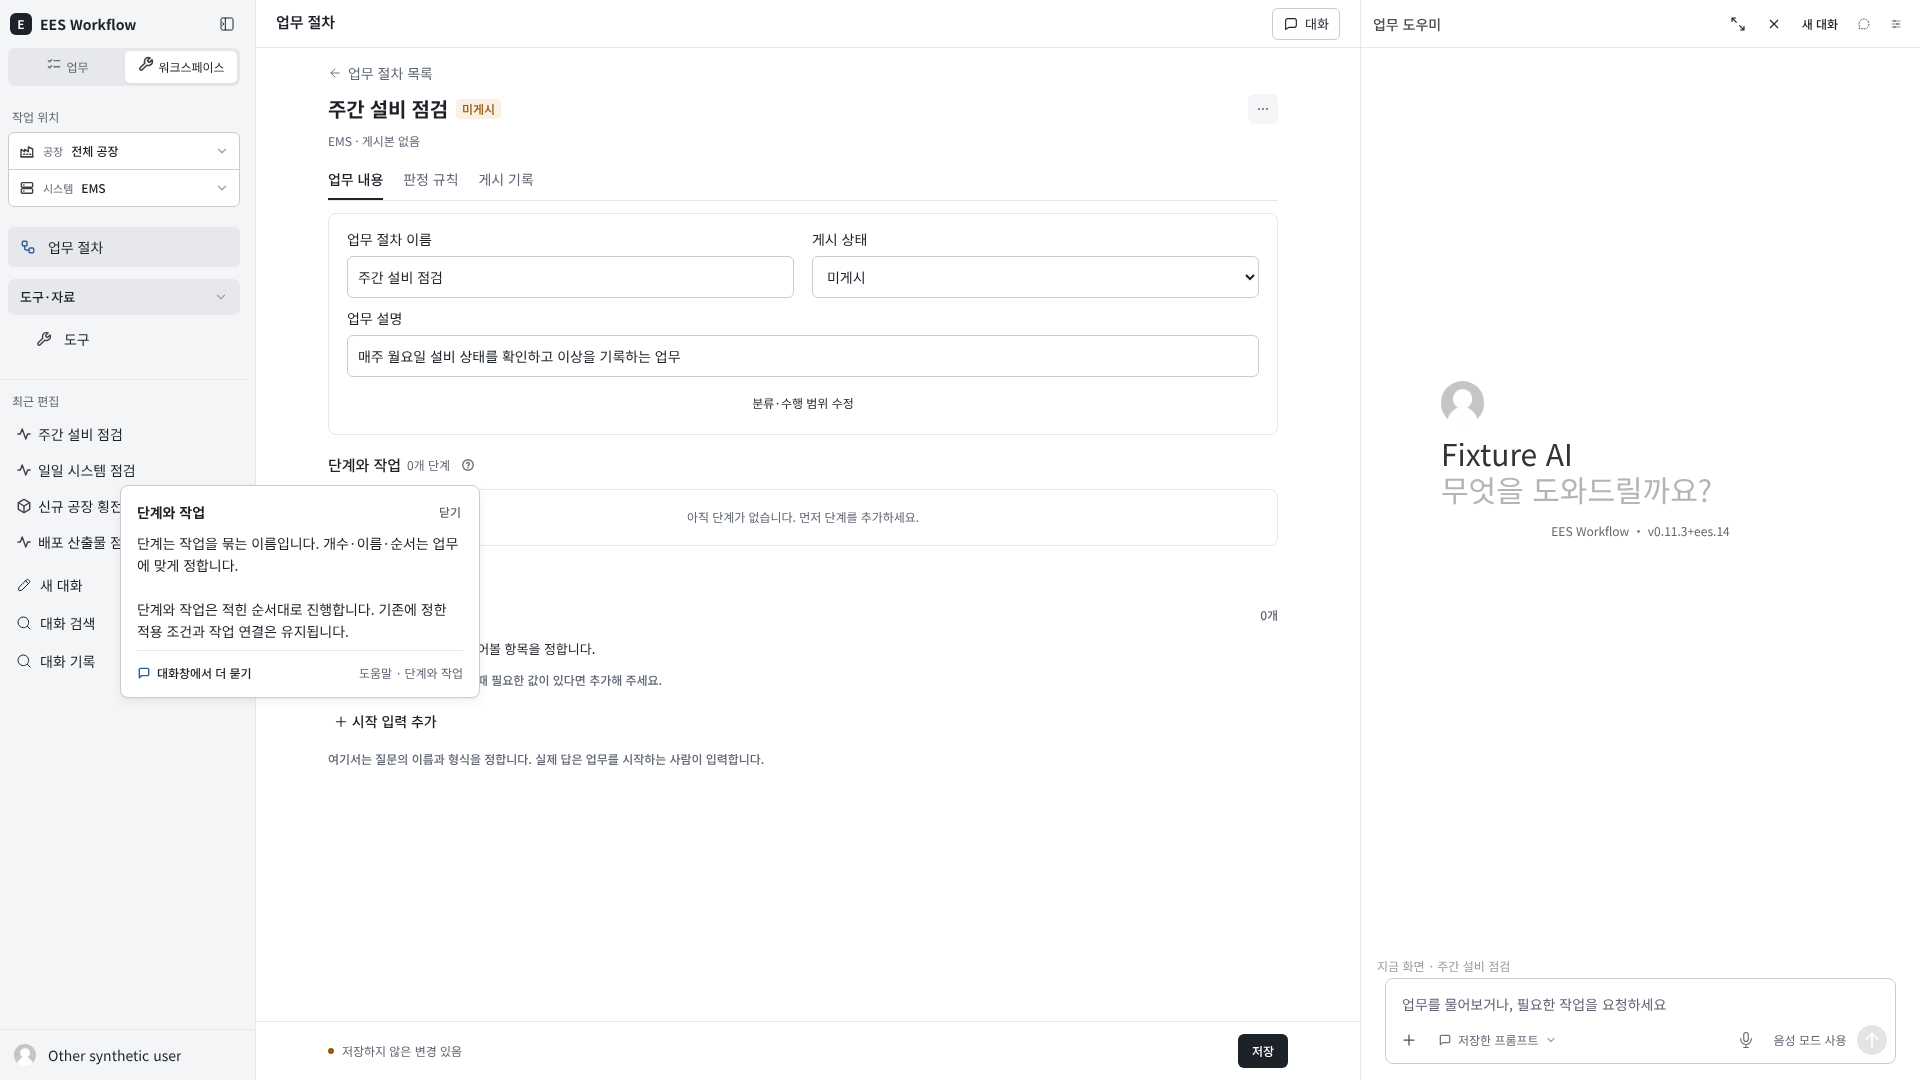 E EES Workflow
업무
워크스페이스
작업 위치
공장 전체 공장
시스템 EMS
업무 절차
도구·자료
도구
최근 편집
주간 설비 점검
일일 시스템 점검
신규 공장 횡전
배포 산출물 점
새 대화
대화 검색
대화 기록
Other synthetic user
업무 절차
대화
업무 절차 목록
주간 설비 점검 미게시
EMS · 게시본 없음
업무 내용 판정 규칙 게시 기록
업무 절차 이름
주간 설비 점검
게시 상태
미게시
업무 설명
매주 월요일 설비 상태를 확인하고 이상을 기록하는 업무
분류·수행 범위 수정
단계와 작업 0개 단계
아직 단계가 없습니다. 먼저 단계를 추가하세요.
단계와 작업 닫기
단계는 작업을 묶는 이름입니다. 개수·이름·순서는 업무
에 맞게 정합니다.
단계와 작업은 적힌 순서대로 진행합니다. 기존에 정한
적용 조건과 작업 연결은 유지됩니다.
대화창에서 더 묻기 도움말 · 단계와 작업
0개
어볼 항목을 정합니다.
때 필요한 값이 있다면 추가해 주세요.
시작 입력 추가
여기서는 질문의 이름과 형식을 정합니다. 실제 답은 업무를 시작하는 사람이 입력합니다.
저장하지 않은 변경 있음
저장
업무 도우미
새 대화
Fixture AI
무엇을 도와드릴까요?
EES Workflow • v0.11.3+ees.14
지금 화면 · 주간 설비 점검
업무를 물어보거나, 필요한 작업을 요청하세요
저장한 프롬프트
음성 모드 사용